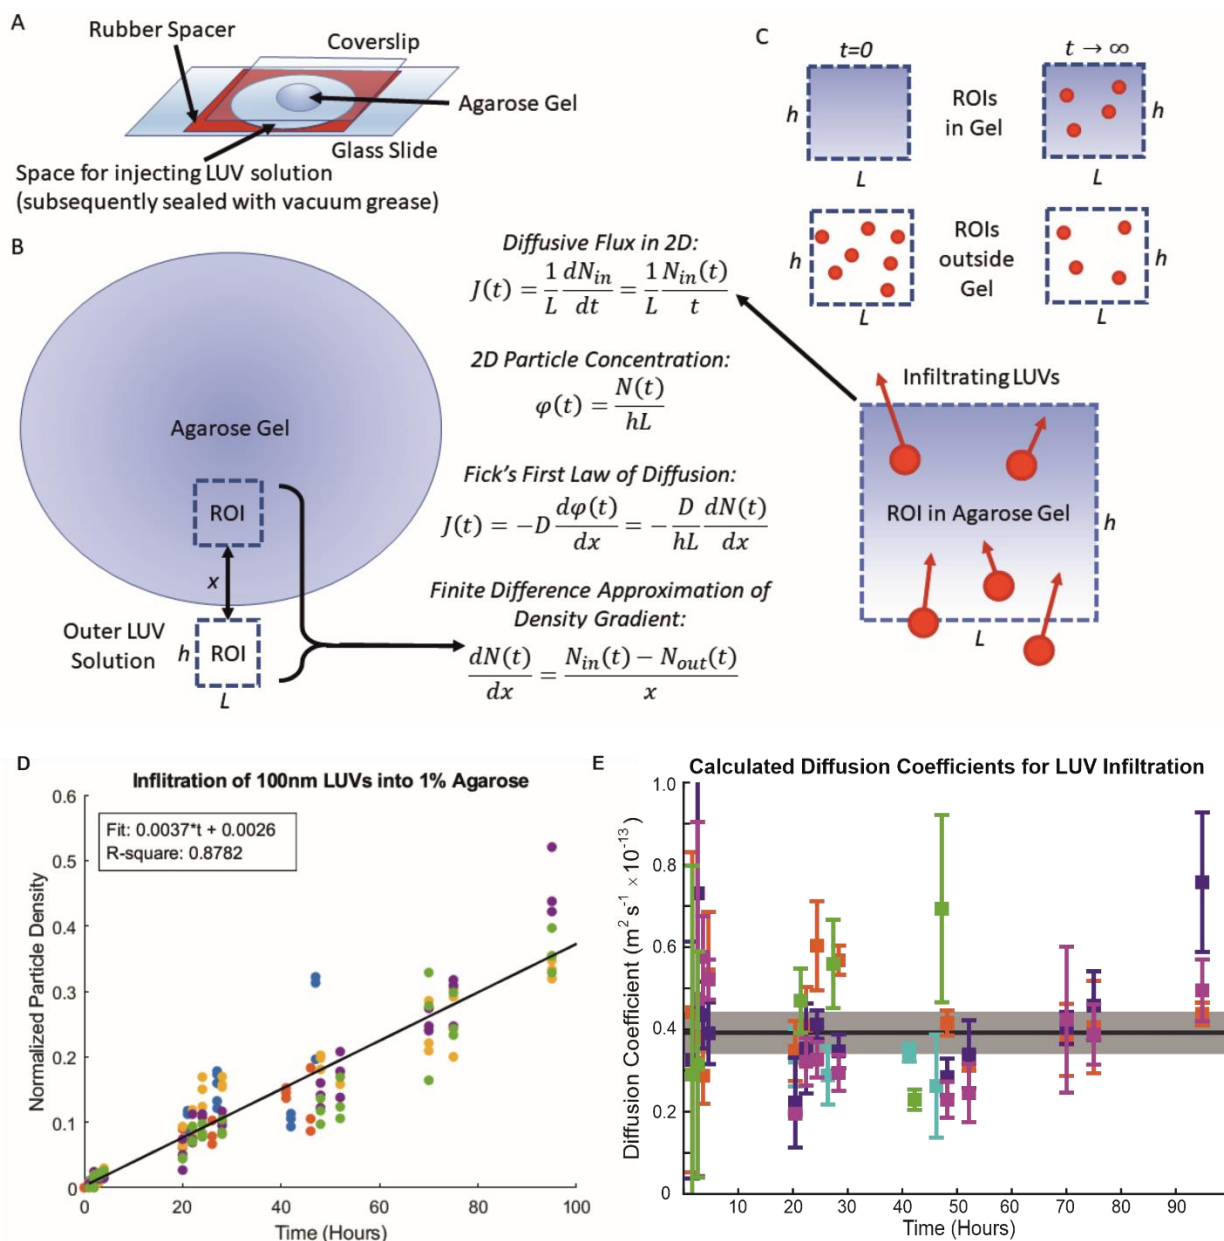 A
Rubber Spacer
Coverslip
Agarose Gel
Glass Slide
Space for injecting LUV solution
(subsequently sealed with vacuum grease)
B
Agarose Gel
ROI
x
Outer LUV
Solution
h
ROI
L
Diffusive Flux in 2D:
J(t) = 1/L dN_in/dt = 1/L N_in(t)/t
2D Particle Concentration:
φ(t) = N(t)/hL
Fick's First Law of Diffusion:
J(t) = −D dφ(t)/dx = − D/hL dN(t)/dx
Finite Difference Approximation of
Density Gradient:
dN(t)/dx = N_in(t) − N_out(t)/x
C
t=0
t → ∞
h
ROIs
in Gel
h
L
L
h
ROIs
outside
Gel
h
L
L
Infiltrating LUVs
ROI in Agarose Gel
h
L
D
Inflitration of 100nm LUVs into 1% Agarose
Fit: 0.0037*t + 0.0026
R-square: 0.8782
Normalized Particle Density
0.6
0.5
0.4
0.3
0.2
0.1
0
0 20 40 60 80 100
Time (Hours)
E
Calculated Diffusion Coefficients for LUV Infiltration
Diffusion Coefficient (m² s⁻¹ × 10⁻¹³)
1.0
0.8
0.6
0.4
0.2
0
10 20 30 40 50 60 70 80 90
Time (Hours)